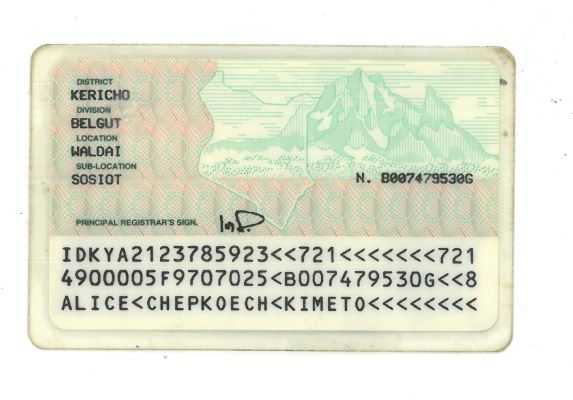 DISTRICT
KERICHO
DIVISION
BELGUT
LOCATION
WALDAI
SUB-LOCATION
SOSIOT
N. B007479530G
PRINCIPAL REGISTRAR'S SIGN.
IDKYA2123785923<<721<<<<<<<721
4900005F9707025<B007479530G<<8
ALICE<CHEPKOECH<KIMETO<<<<<<<<